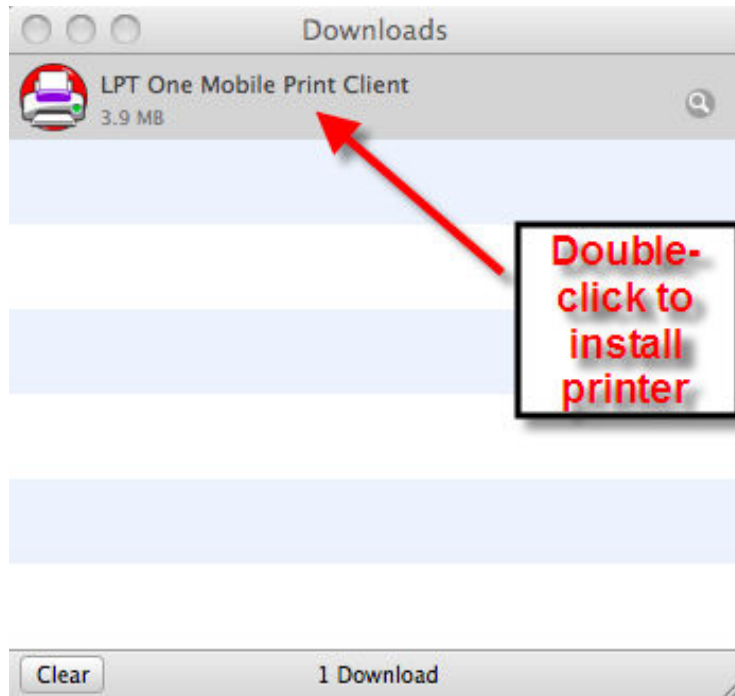 Downloads
LPT One Mobile Print Client
3.9 MB
Double-
click to
install
printer
Clear
1 Download